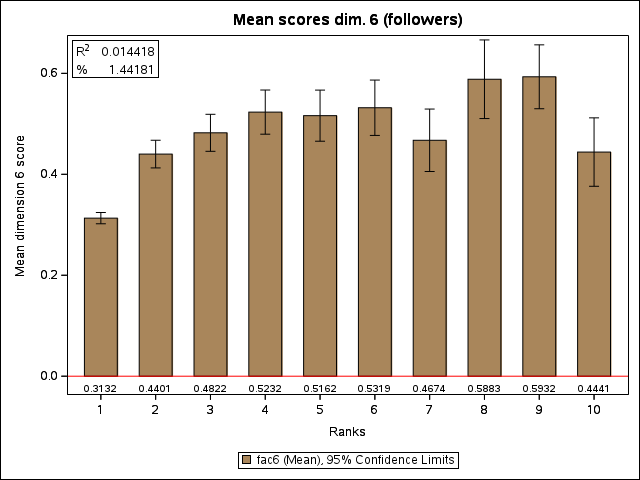 Mean scores dim. 6 (followers)
R2 0.014418
% 1.44181
Mean dimension 6 score
0.6
0.4
0.2
0.0
0.3132 0.4401 0.4822 0.5232 0.5162 0.5319 0.4674 0.5883 0.5932 0.4441
1 2 3 4 5 6 7 8 9 10
Ranks
fac6 (Mean), 95% Confidence Limits